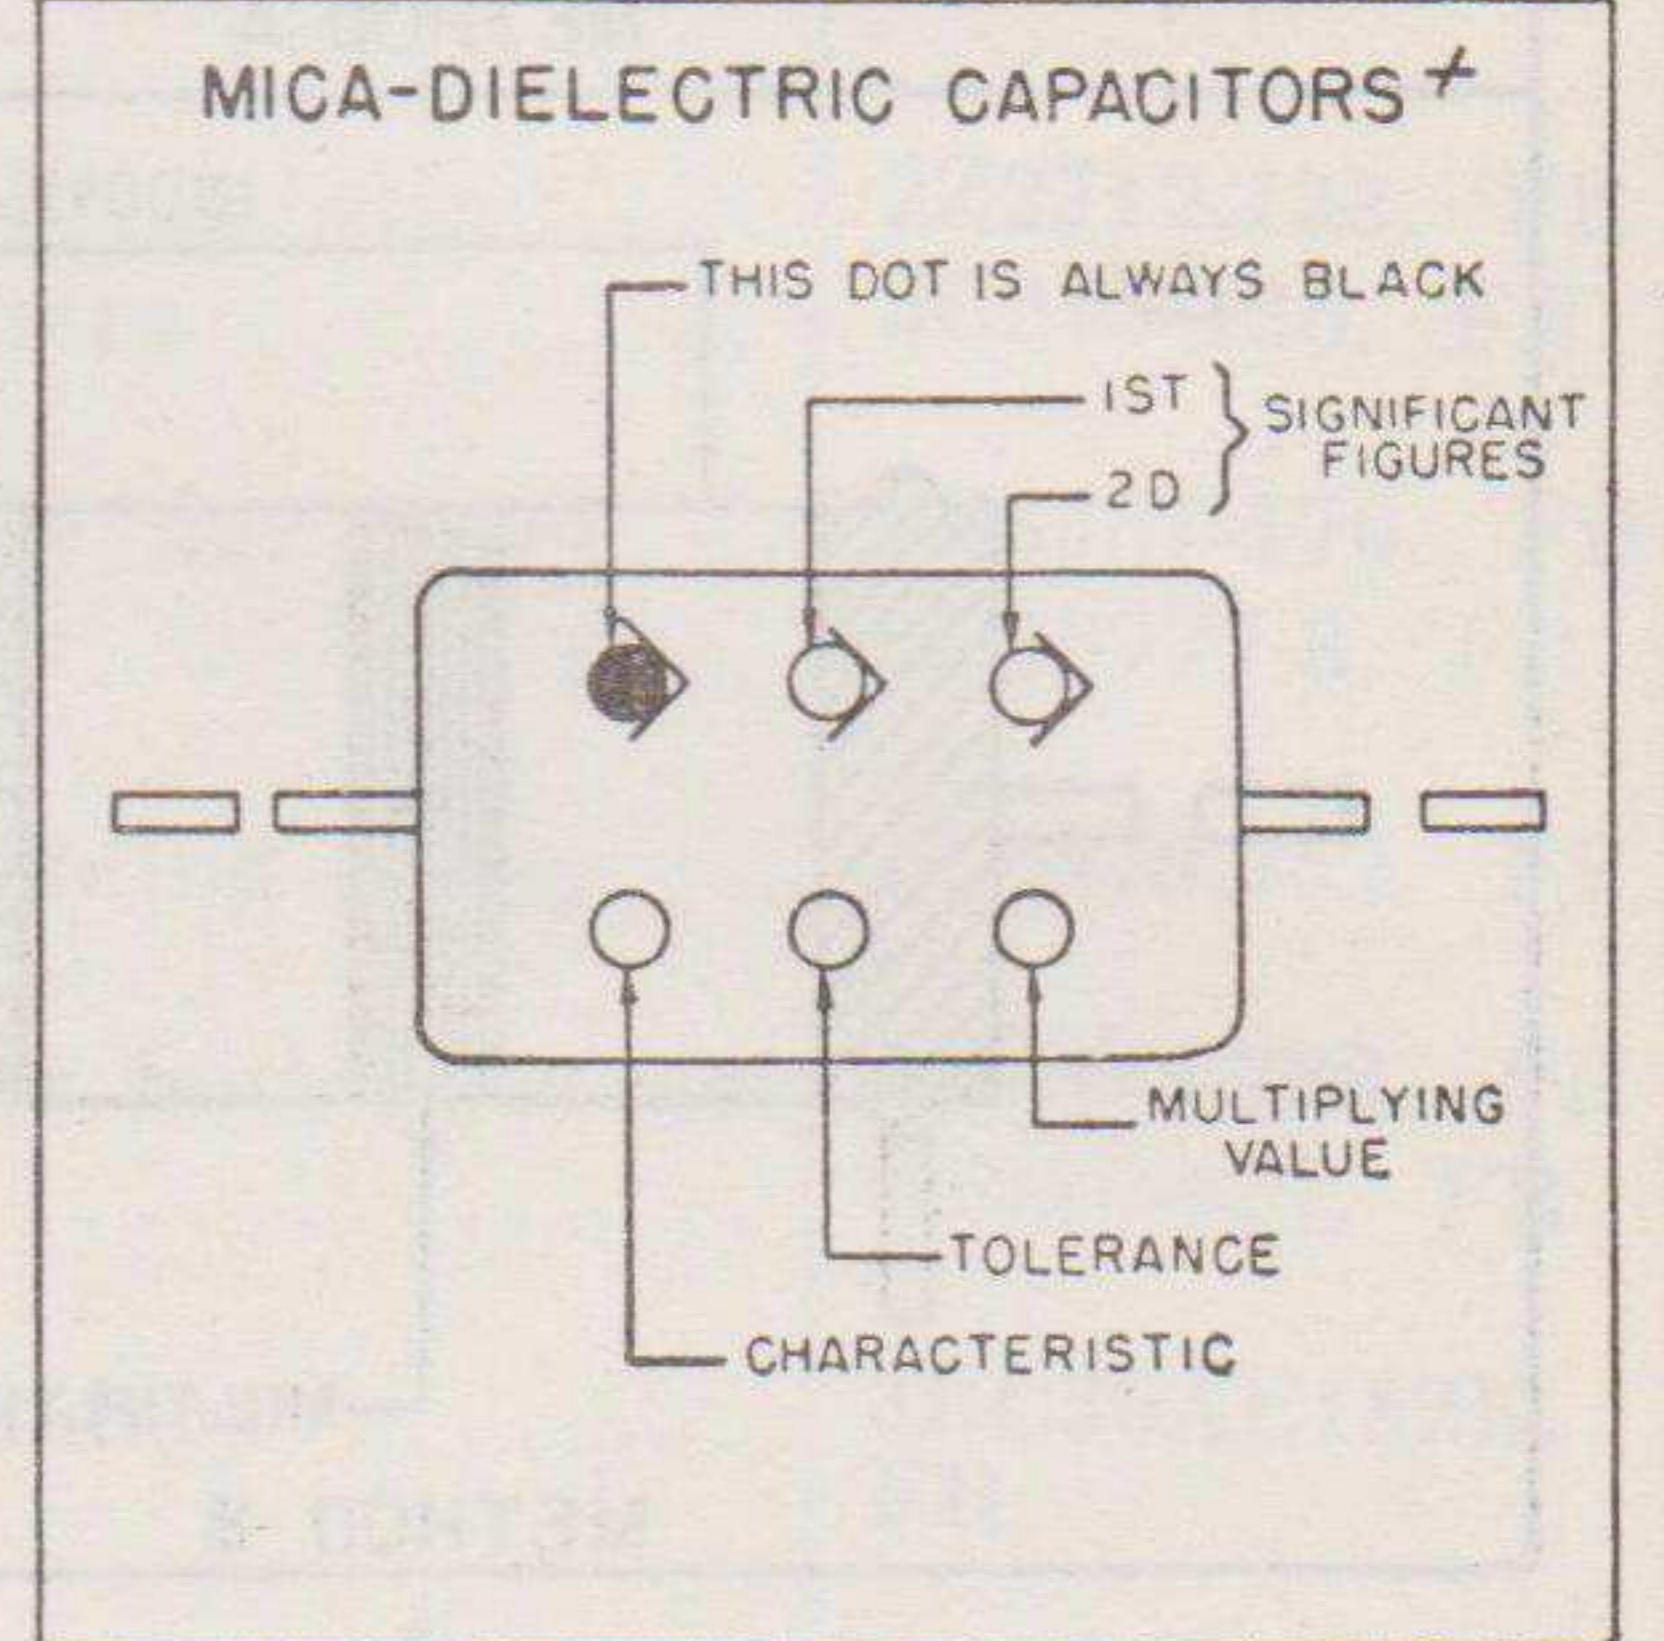 MICA-DIELECTRIC CAPACITORS+
THIS DOT IS ALWAYS BLACK
1ST
2D
SIGNIFICANT
FIGURES
MULTIPLYING
VALUE
TOLERANCE
CHARACTERISTIC